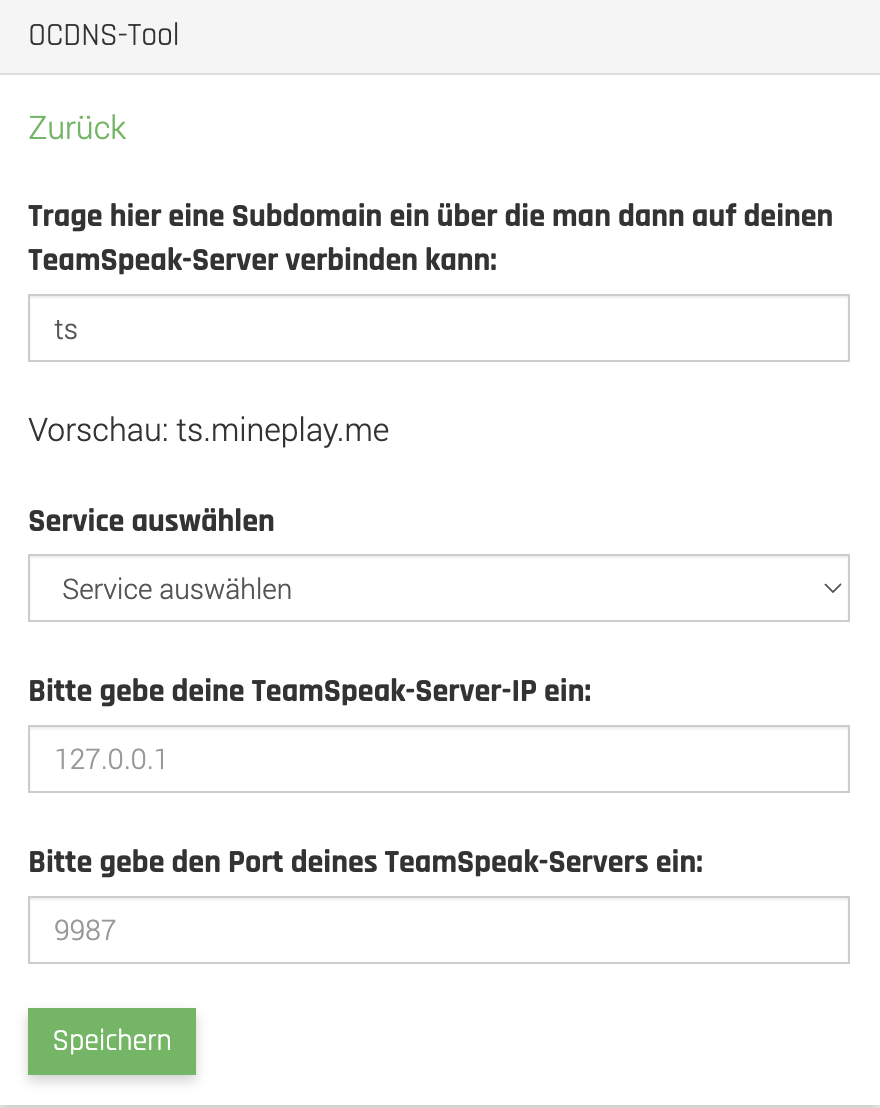 OCDNS-Tool
Zurück
Trage hier eine Subdomain ein über die man dann auf deinen
TeamSpeak-Server verbinden kann:
ts
Vorschau: ts.mineplay.me
Service auswählen
Service auswählen
Bitte gebe deine TeamSpeak-Server-IP ein:
127.0.0.1
Bitte gebe den Port deines TeamSpeak-Servers ein:
9987
Speichern